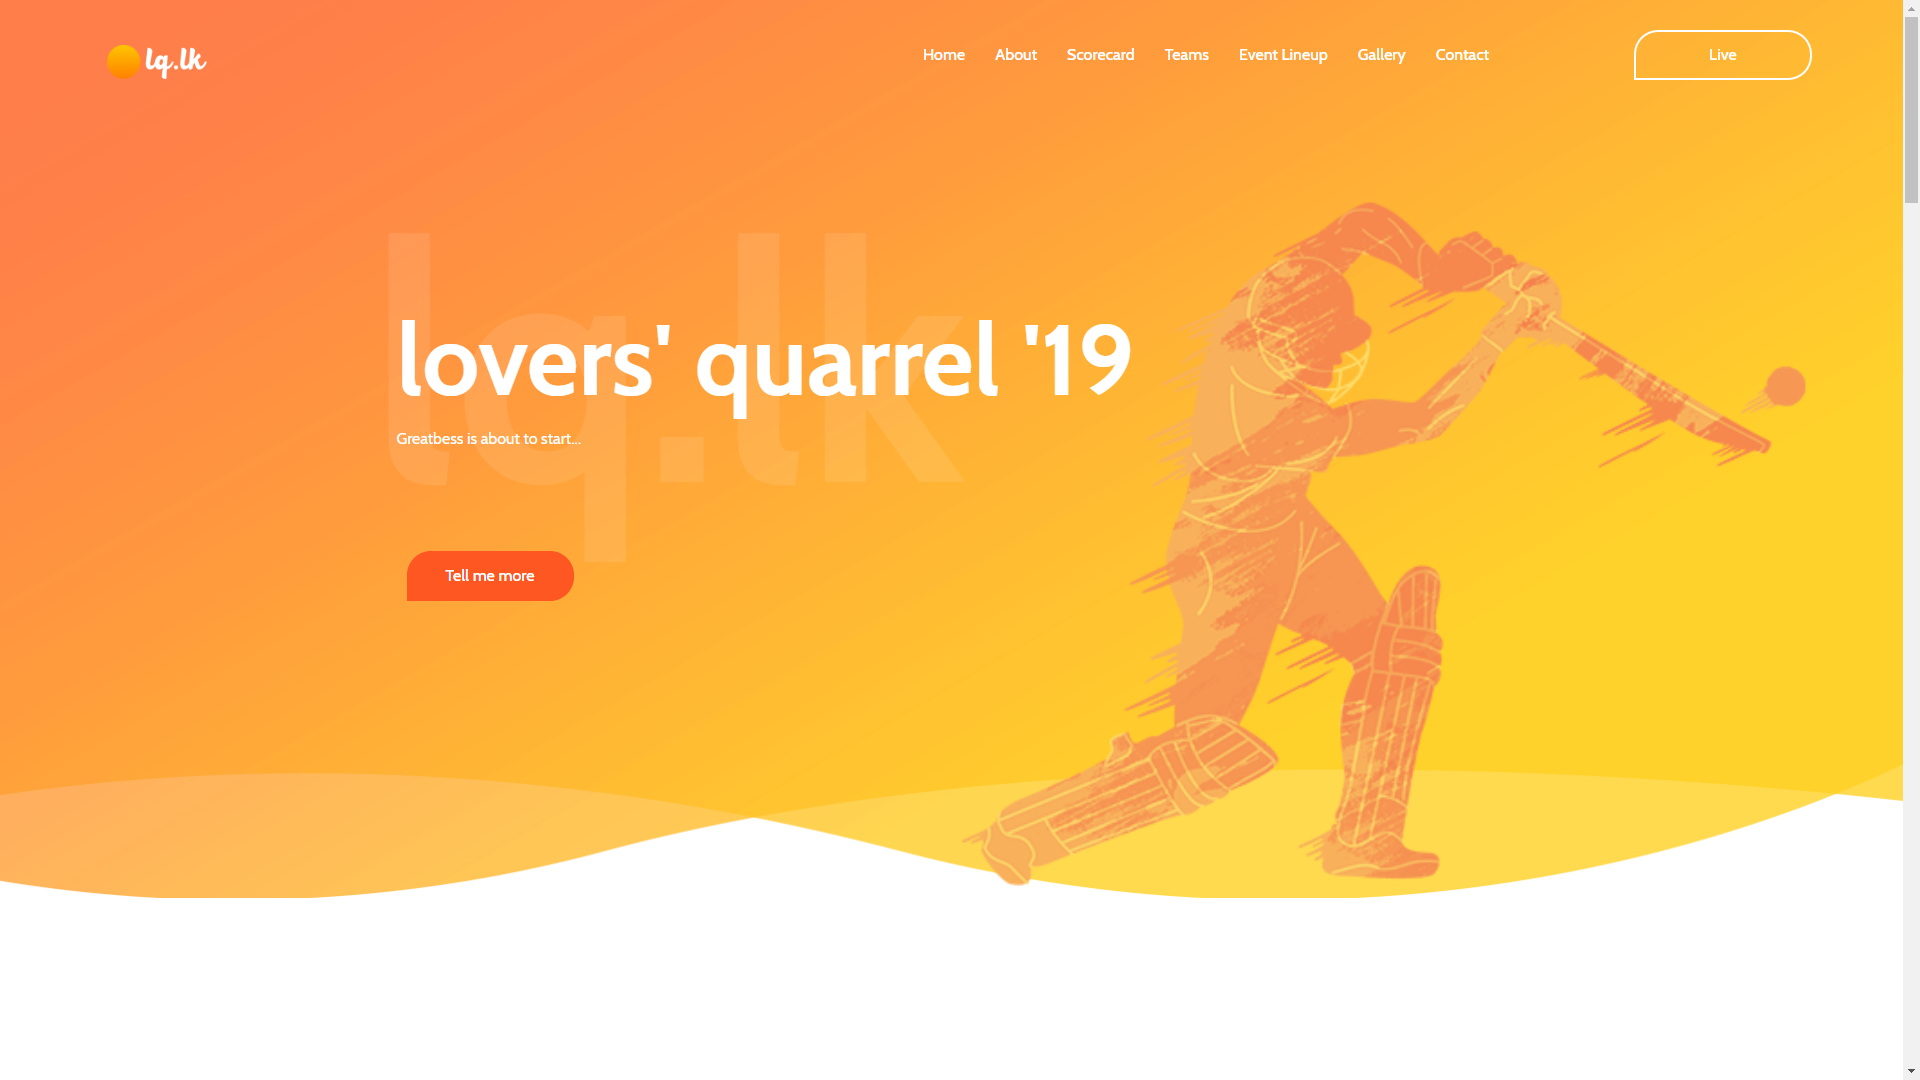 lq.lk
Home
About
Scorecard
Teams
Event Lineup
Gallery
Contact
Live
lq.lk
lovers' quarrel '19
Greatbess is about to start...
Tell me more